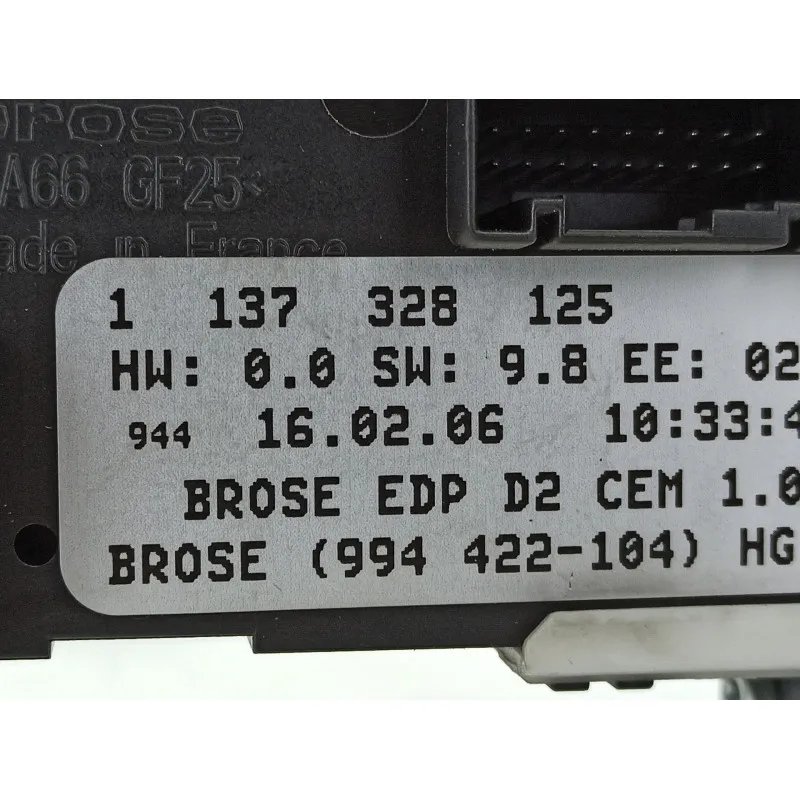 brose
A66 GF25<
ade in France
1 137 328 125
HW: 0.0 SW: 9.8 EE: 02
944 16.02.06 10:33:4
BROSE EDP D2 CEM 1.0
BROSE (994 422-104) HG